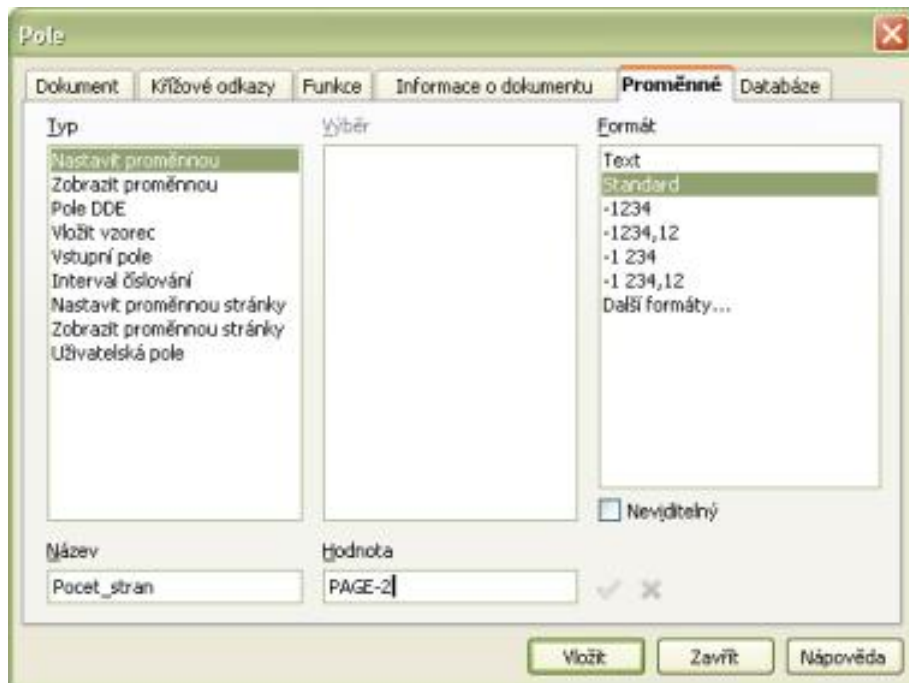 Pole
Dokument Křížové odkazy Funkce Informace o dokumentu Proměnné Databáze
Typ
Nastavit proměnnou
Zobrazit proměnnou
Pole DDE
Vložit vzorec
Vstupní pole
Interval číslování
Nastavit proměnnou stránky
Zobrazit proměnnou stránky
Uživatelská pole
Výběr
Formát
Text
Standard
-1234
-1234,12
-1 234
-1 234,12
Další formáty...
Neviditelný
Název
Pocet_stran
Hodnota
PAGE-2
Vložit Zavřít Nápověda